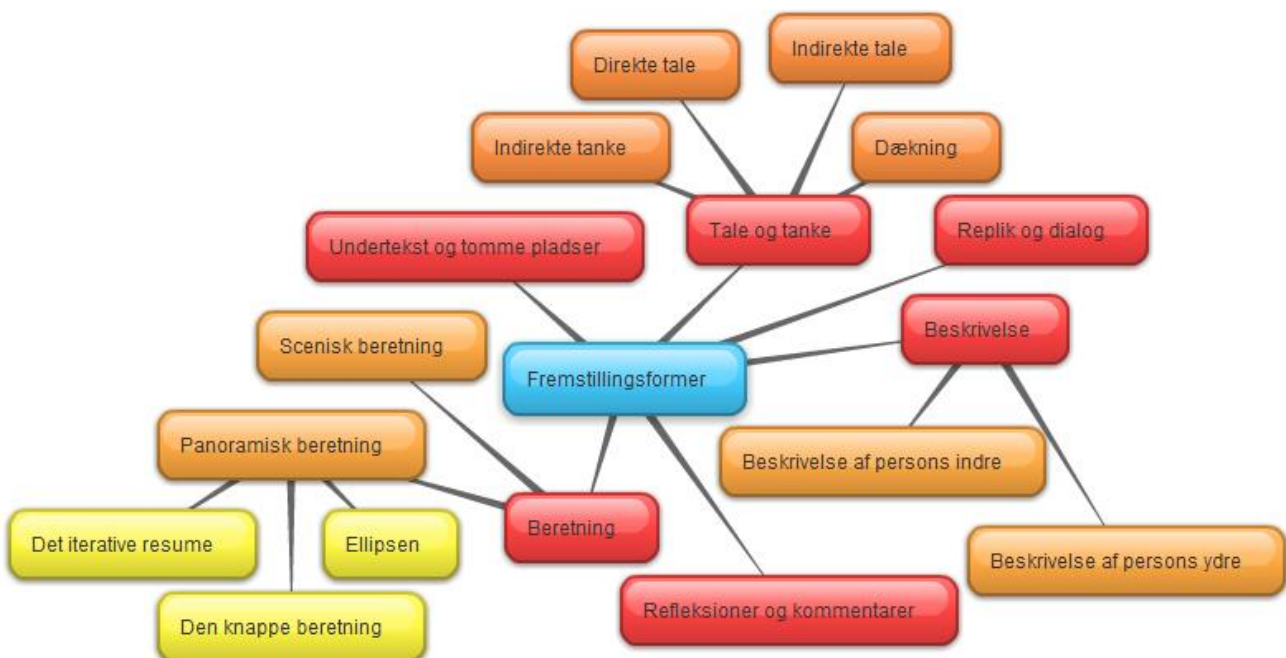 Indirekte tale
Direkte tale
Indirekte tanke
Dækning
Undertekst og tomme pladser
Tale og tanke
Replik og dialog
Scenisk beretning
Beskrivelse
Fremstillingsformer
Panoramisk beretning
Beskrivelse af persons indre
Det iterative resume
Ellipsen
Beretning
Beskrivelse af persons ydre
Den knappe beretning
Refleksioner og kommentarer